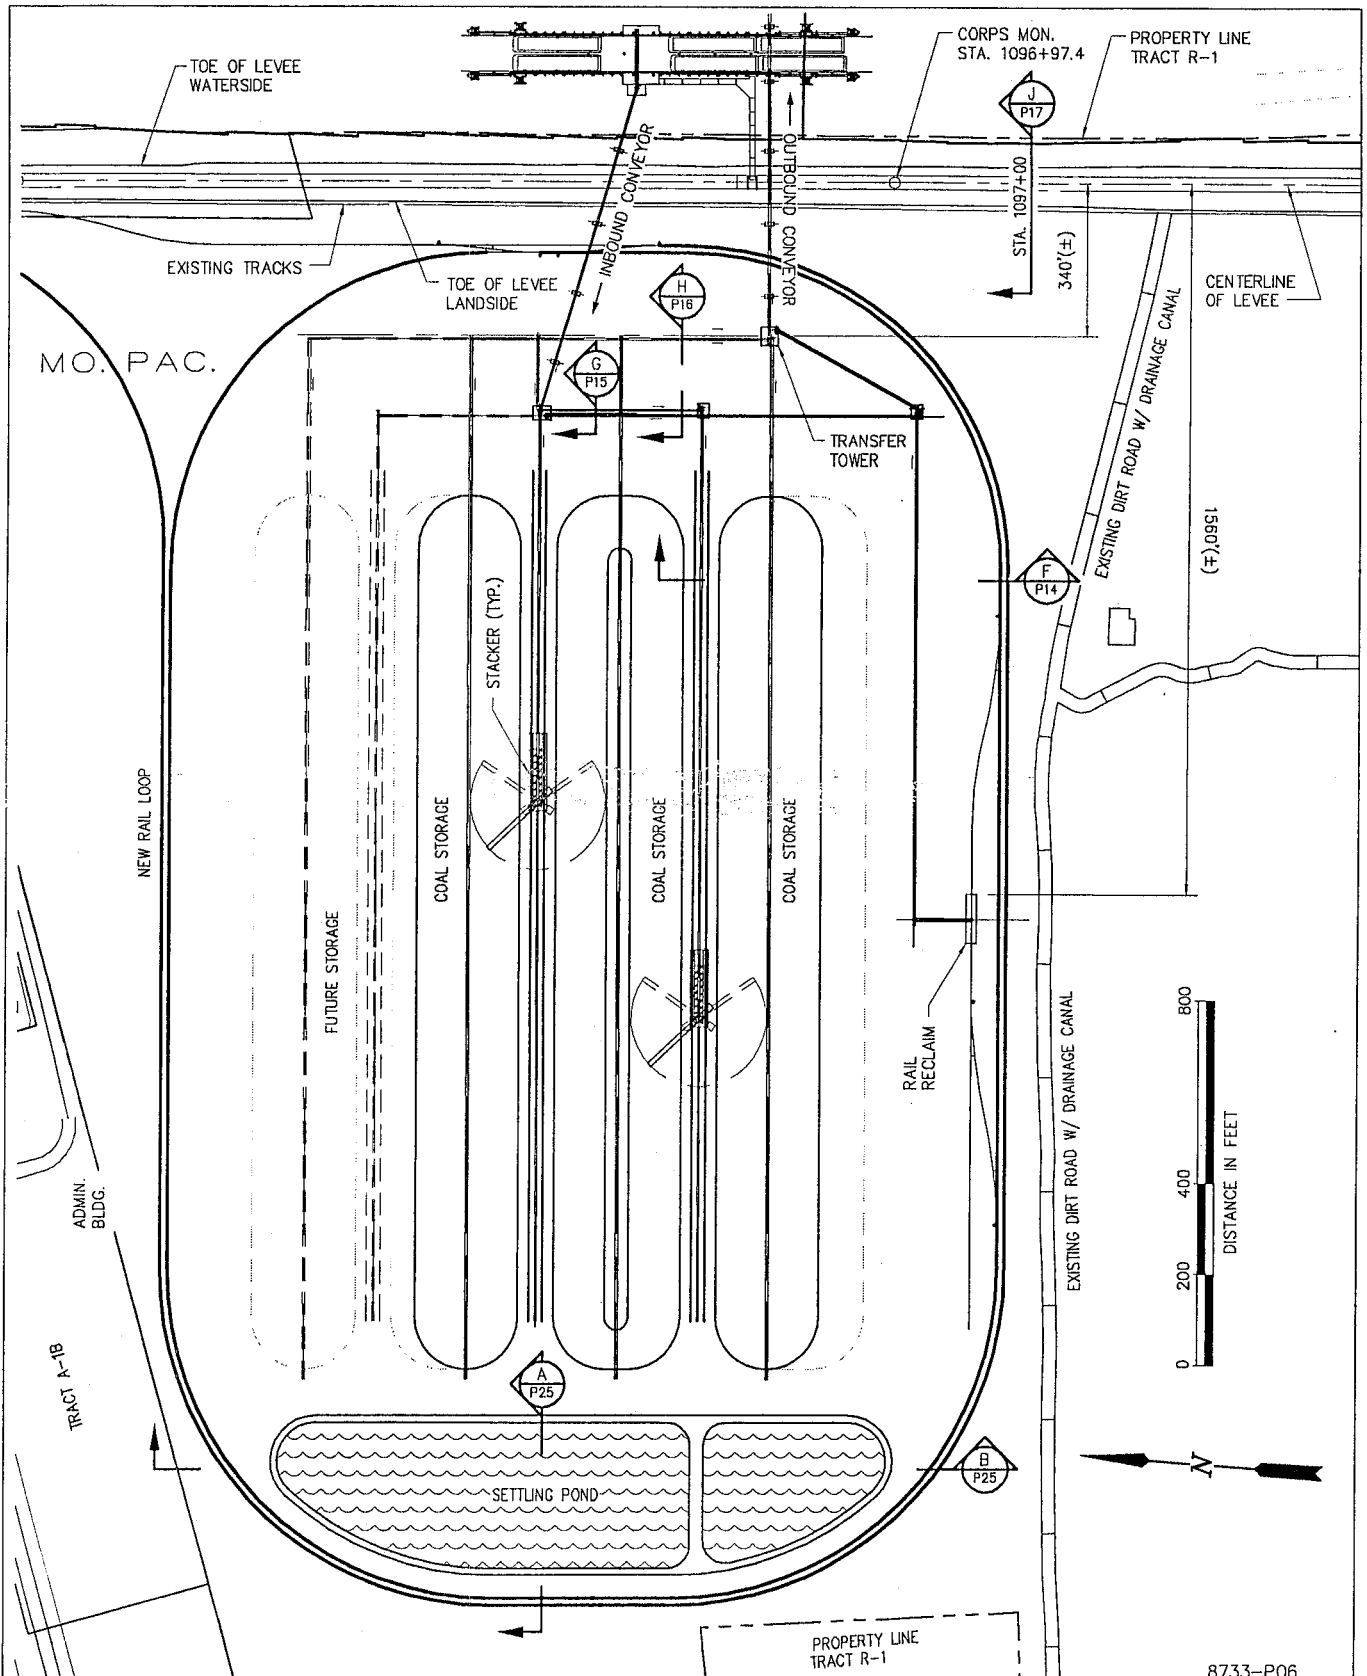 CORPS MON.
STA. 1096+97.4
PROPERTY LINE
TRACT R-1
TOE OF LEVEE
WATERSIDE
J
P17
INBOUND CONVEYOR
OUTBOUND CONVEYOR
STA. 1097+00
340'(±)
EXISTING TRACKS
TOE OF LEVEE
LANDSIDE
H
P16
CENTERLINE
OF LEVEE
MO. PAC.
G
P15
TRANSFER
TOWER
EXISTING DIRT ROAD W/ DRAINAGE CANAL
1560'(±)
F
P14
STACKER (TYP.)
NEW RAIL LOOP
COAL STORAGE
COAL STORAGE
COAL STORAGE
FUTURE STORAGE
RAIL
RECLAIM
EXISTING DIRT ROAD W/ DRAINAGE CANAL
800
400
200
0
DISTANCE IN FEET
ADMIN.
BLDG.
TRACT A-1B
A
P25
B
P25
N
SETTLING POND
PROPERTY LINE
TRACT R-1
8733-P06